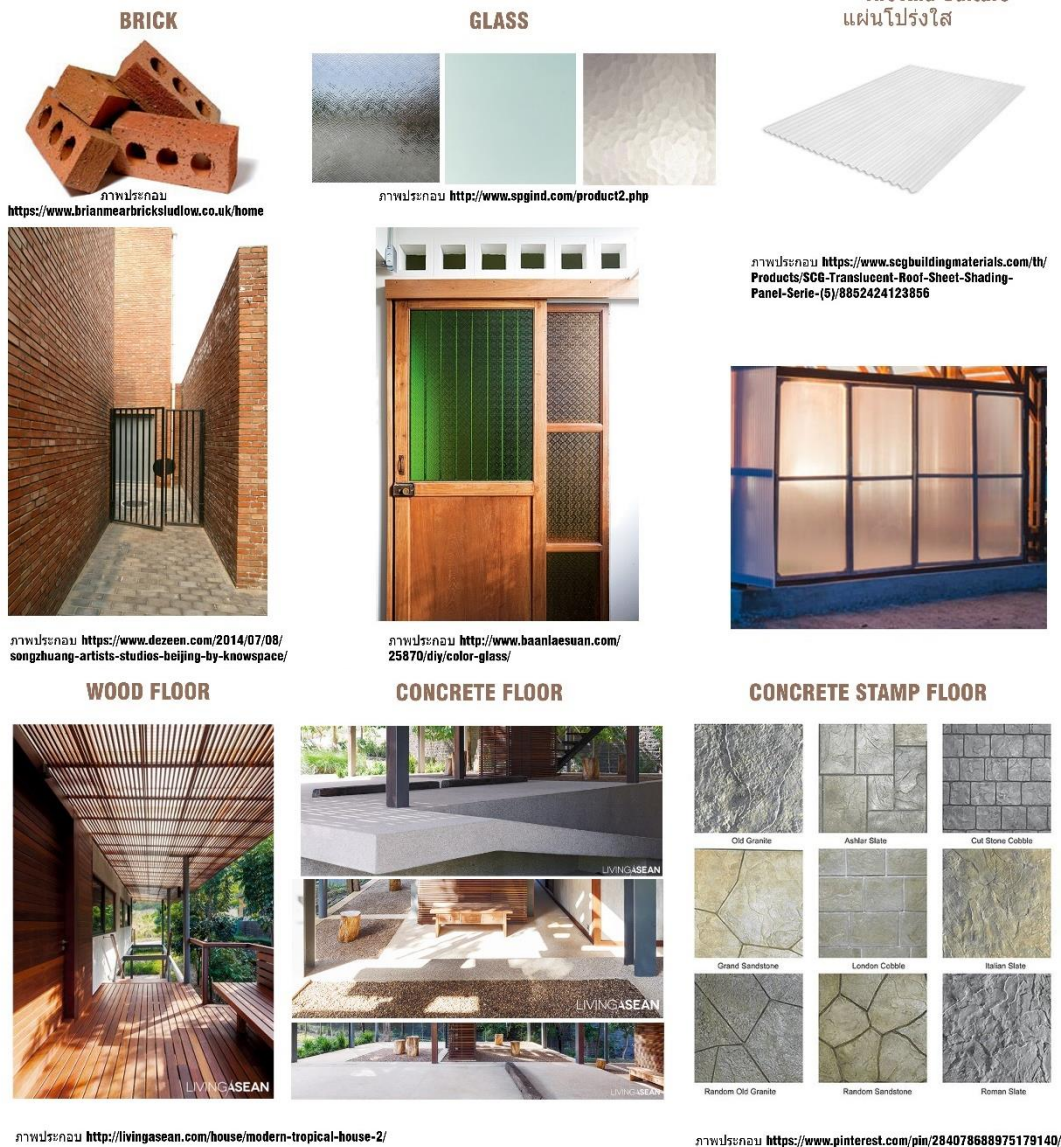 BRICK
GLASS
แผ่นโปร่งใส
ภาพประกอบ
https://www.brianmearbricksludlow.co.uk/home
ภาพประกอบ http://www.spgind.com/product2.php
ภาพประกอบ https://www.scgbuildingmaterials.com/th/
Products/SCG-Translucent-Roof-Sheet-Shading-
Panel-Serie-(5)/8852424123856
ภาพประกอบ https://www.dezeen.com/2014/07/08/
songzhuang-artists-studios-beijing-by-knowspace/
ภาพประกอบ http://www.baanlaesuan.com/
25870/diy/color-glass/
WOOD FLOOR
CONCRETE FLOOR
CONCRETE STAMP FLOOR
LIVINGASEAN
LIVINGASEAN
LIVINGASEAN
LIVINGASEAN
Old Granite
Ashlar Slate
Cut Stone Cobble
Grand Sandstone
London Cobble
Italian Slate
Random Old Granite
Random Sandstone
Roman Slate
ภาพประกอบ http://livingasean.com/house/modern-tropical-house-2/
ภาพประกอบ https://www.pinterest.com/pin/284078688975179140/